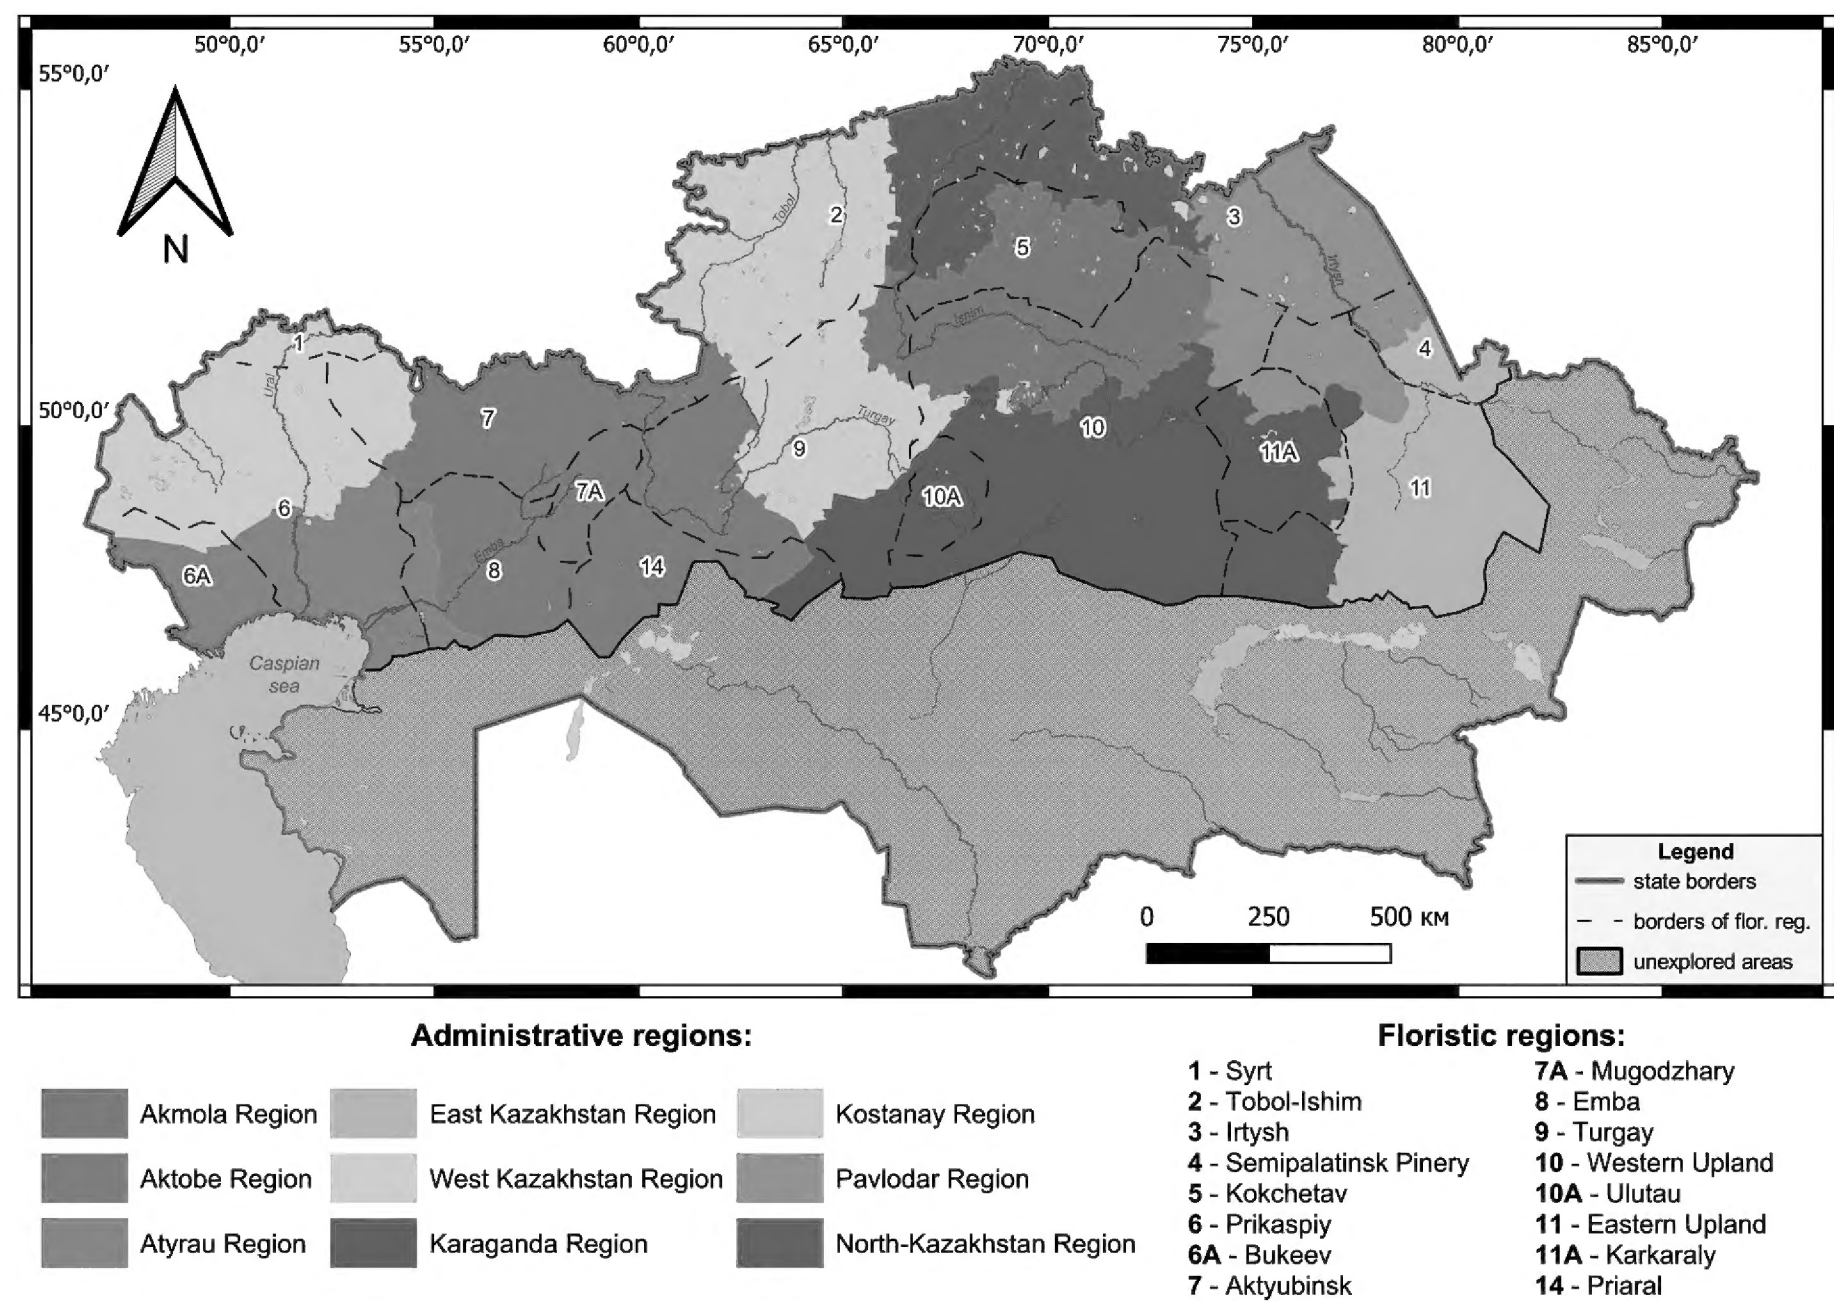 50°0,0′ 55°0,0′ 60°0,0′ 65°0,0′ 70°0,0′ 75°0,0′ 80°0,0′ 85°0,0′
55°0,0′
N
Tobol
2
3
5
Irtysh
Ishim
1
4
Ural
50°0,0′
7
Turgay
10
9
11A
7A
10A
11
6
Emba
6A
8
14
Caspian
sea
45°0,0′
Legend
state borders
borders of flor. reg.
unexplored areas
0 250 500 км
Administrative regions:
Akmola Region
East Kazakhstan Region
Kostanay Region
Aktobe Region
West Kazakhstan Region
Pavlodar Region
Atyrau Region
Karaganda Region
North-Kazakhstan Region
Floristic regions:
1 - Syrt
2 - Tobol-Ishim
3 - Irtysh
4 - Semipalatinsk Pinery
5 - Kokchetav
6 - Prikaspiy
6A - Bukeev
7 - Aktyubinsk
7A - Mugodzhary
8 - Emba
9 - Turgay
10 - Western Upland
10A - Ulutau
11 - Eastern Upland
11A - Karkaraly
14 - Priaral